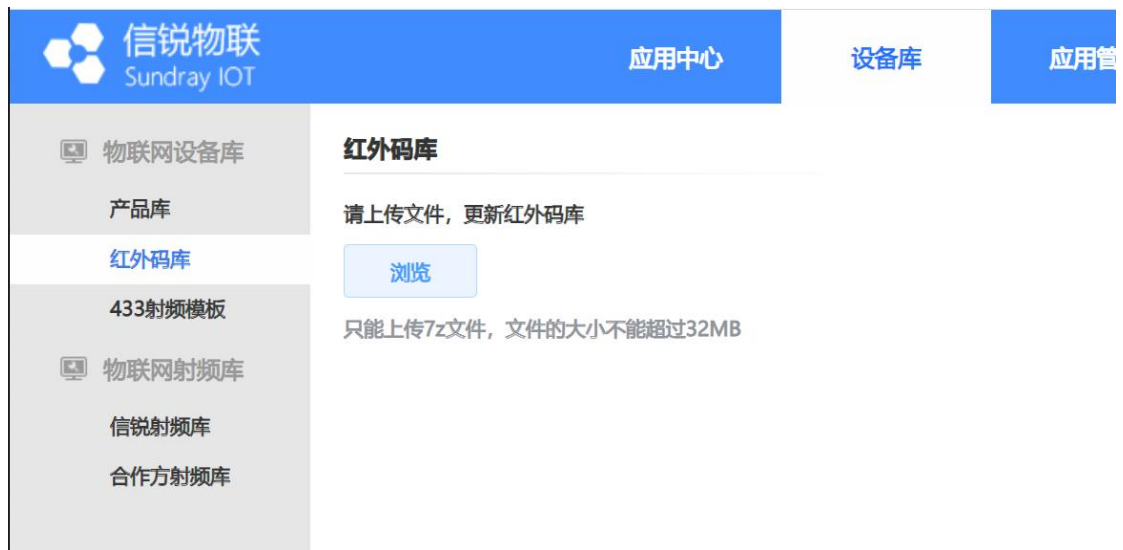 信锐物联
Sundray IOT
应用中心
设备库
应用管
物联网设备库
产品库
红外码库
433射频模板
物联网射频库
信锐射频库
合作方射频库
红外码库
请上传文件，更新红外码库
浏览
只能上传7z文件，文件的大小不能超过32MB